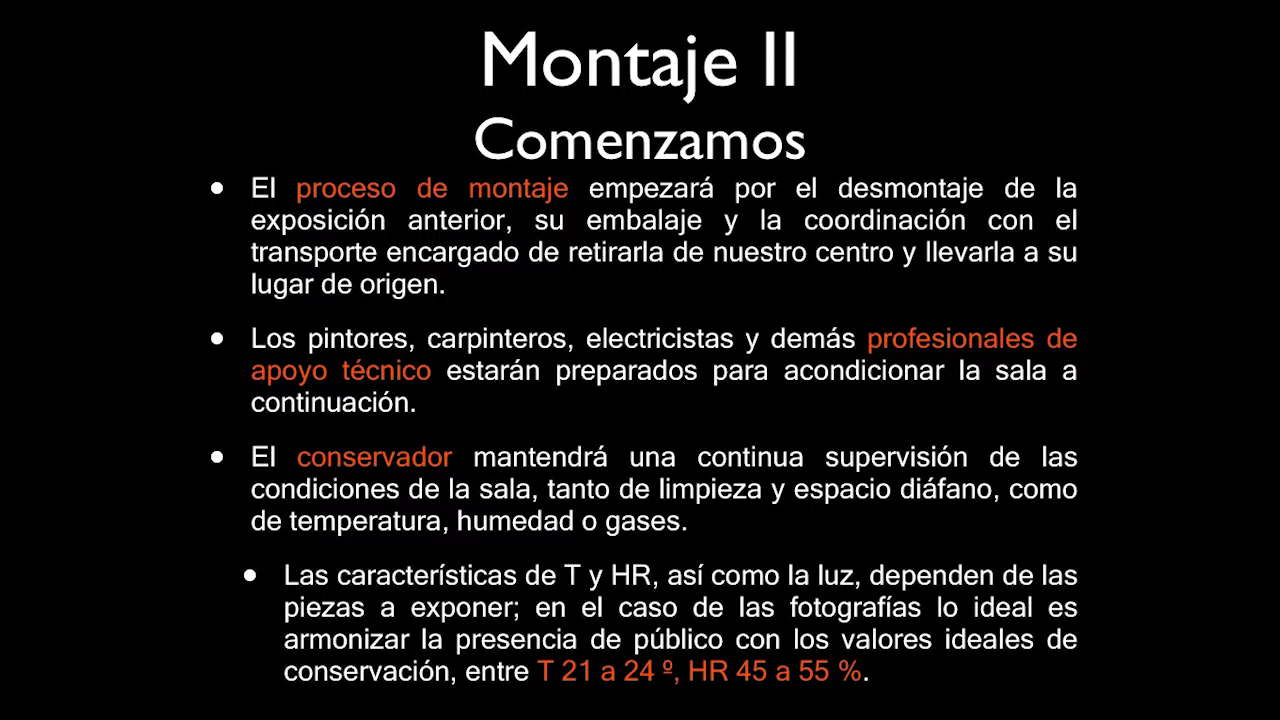 Montaje II
Comenzamos
• El proceso de montaje empezará por el desmontaje de la
exposición anterior, su embalaje y la coordinación con el
transporte encargado de retirarla de nuestro centro y llevarla a su
lugar de origen.
• Los pintores, carpinteros, electricistas y demás profesionales de
apoyo técnico estarán preparados para acondicionar la sala a
continuación.
• El conservador mantendrá una continua supervisión de las
condiciones de la sala, tanto de limpieza y espacio diáfano, como
de temperatura, humedad o gases.
• Las características de T y HR, así como la luz, dependen de las
piezas a exponer; en el caso de las fotografías lo ideal es
armonizar la presencia de público con los valores ideales de
conservación, entre T 21 a 24 º, HR 45 a 55 %.